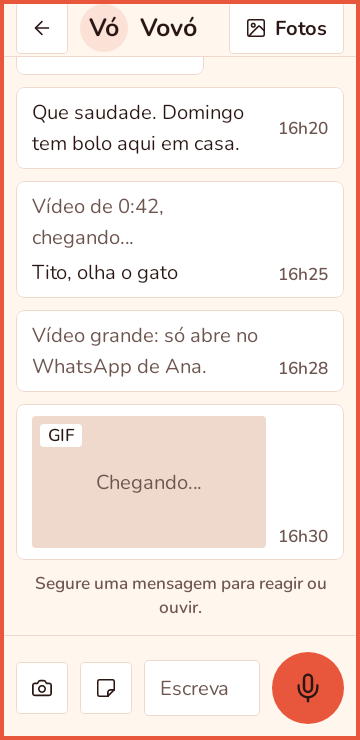 Vó Vovó Fotos
Que saudade. Domingo
tem bolo aqui em casa.
16h20
Vídeo de 0:42,
chegando...
Tito, olha o gato
16h25
Vídeo grande: só abre no
WhatsApp de Ana.
16h28
GIF
Chegando...
16h30
Segure uma mensagem para reagir ou
ouvir.
Escreva